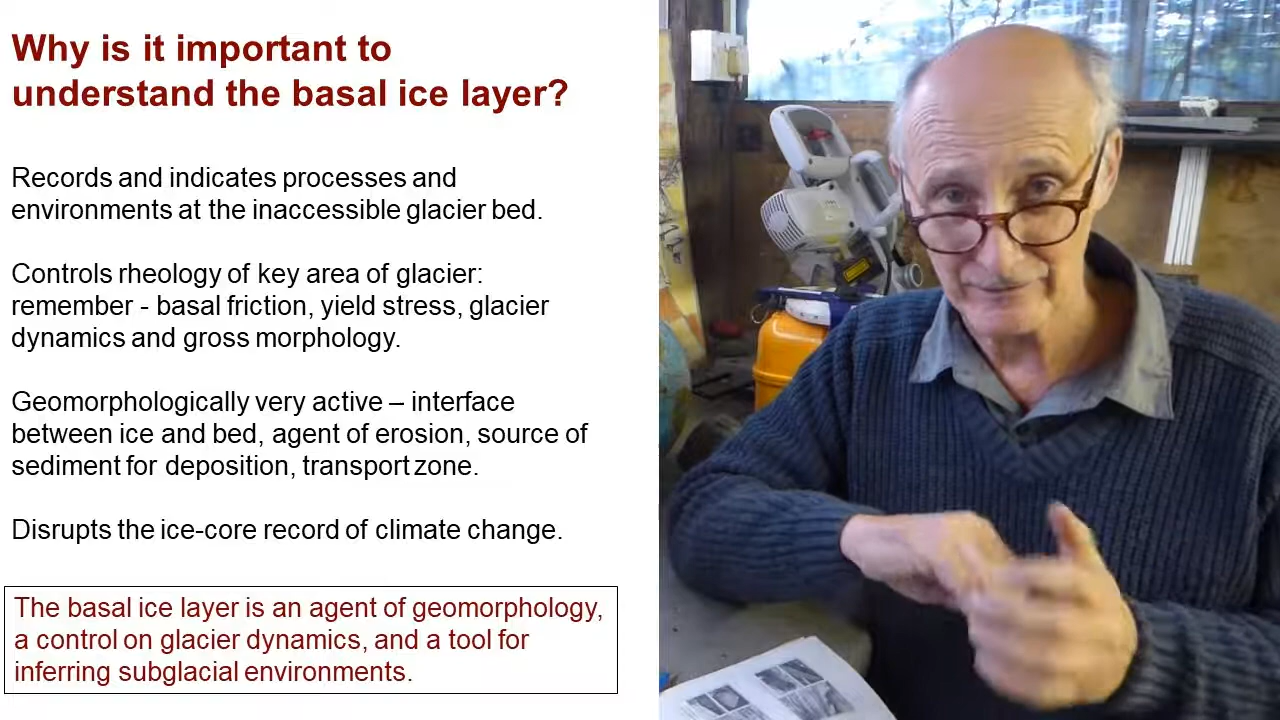 Why is it important to
understand the basal ice layer?
Records and indicates processes and
environments at the inaccessible glacier bed.
Controls rheology of key area of glacier:
remember - basal friction, yield stress, glacier
dynamics and gross morphology.
Geomorphologically very active – interface
between ice and bed, agent of erosion, source of
sediment for deposition, transport zone.
Disrupts the ice-core record of climate change.
The basal ice layer is an agent of geomorphology,
a control on glacier dynamics, and a tool for
inferring subglacial environments.